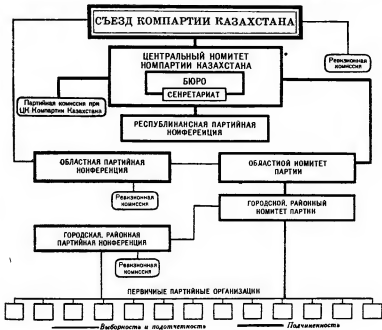 СЪЕЗД КОМПАРТИИ КАЗАХСТАНА
Ревизионная
комиссия
ЦЕНТРАЛЬНЫЙ КОМИТЕТ
КОМПАРТИИ КАЗАХСТАНА
БЮРО
СЕКРЕТАРИАТ
Партийная комиссия при
ЦК Компартии Казахстана
РЕСПУБЛИКАНСКАЯ ПАРТИЙНАЯ
КОНФЕРЕНЦИЯ
ОБЛАСТНАЯ ПАРТИЙНАЯ
КОНФЕРЕНЦИЯ
ОБЛАСТНОЙ КОМИТЕТ
ПАРТИИ
Ревизионная
комиссия
ГОРОДСКОЙ, РАЙОННЫЙ
КОМИТЕТ ПАРТИИ
ГОРОДСКАЯ, РАЙОННАЯ
ПАРТИЙНАЯ КОНФЕРЕНЦИЯ
Ревизионная
комиссия
ПЕРВИЧНЫЕ ПАРТИЙНЫЕ ОРГАНИЗАЦИИ
Выборность и подотчетность
Подчиненность